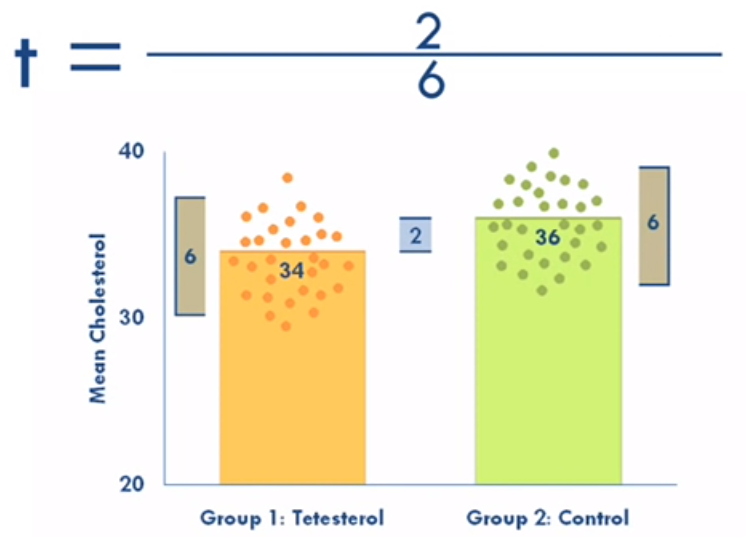 t = 2
6
40
30
20
Mean Cholesterol
6
34
2
36
6
Group 1: Tetesterol
Group 2: Control